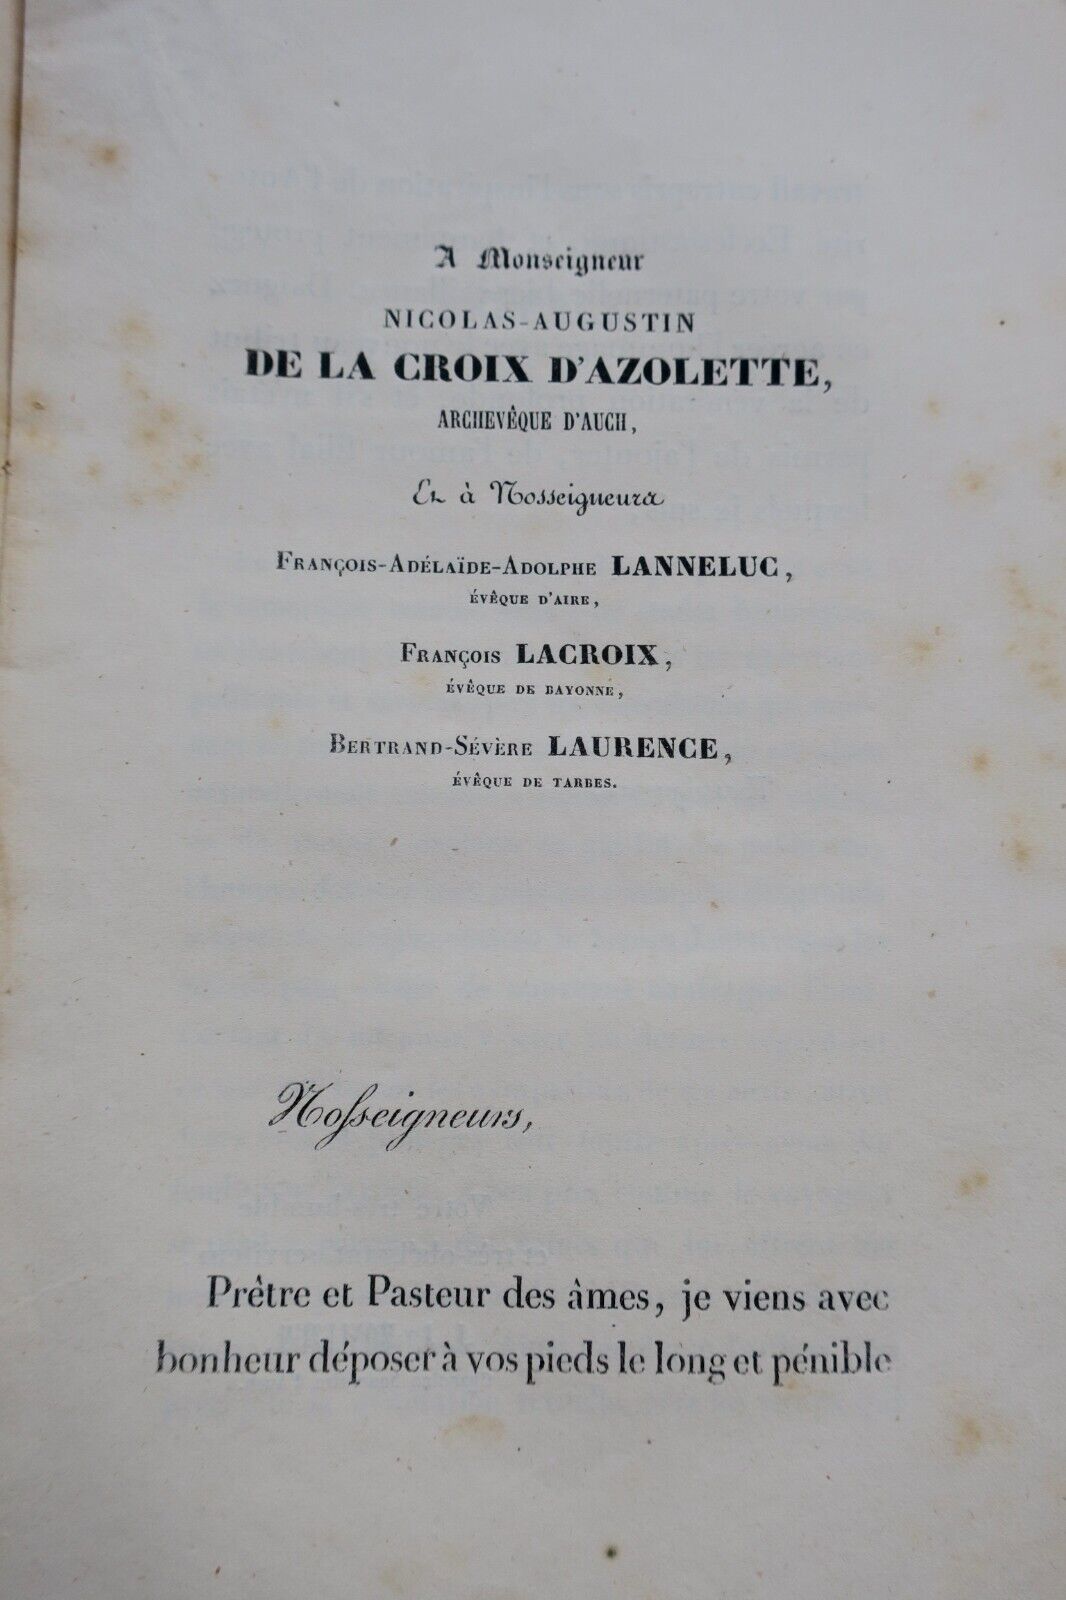 A Monseigneur
NICOLAS-AUGUSTIN
DE LA CROIX D'AZOLETTE,
ARCHEVÊQUE D'AUCH,
Et à Nosseigneurs
FRANÇOIS-ADÉLAÏDE-ADOLPHE LANNELUC,
ÉVÊQUE D'AIRE,
FRANÇOIS LACROIX,
ÉVÊQUE DE BAYONNE,
BERTRAND-SÉVÈRE LAURENCE,
ÉVÊQUE DE TARBES.
Nosseigneurs,
Prêtre et Pasteur des âmes, je viens avec
bonheur déposer à vos pieds le long et pénible